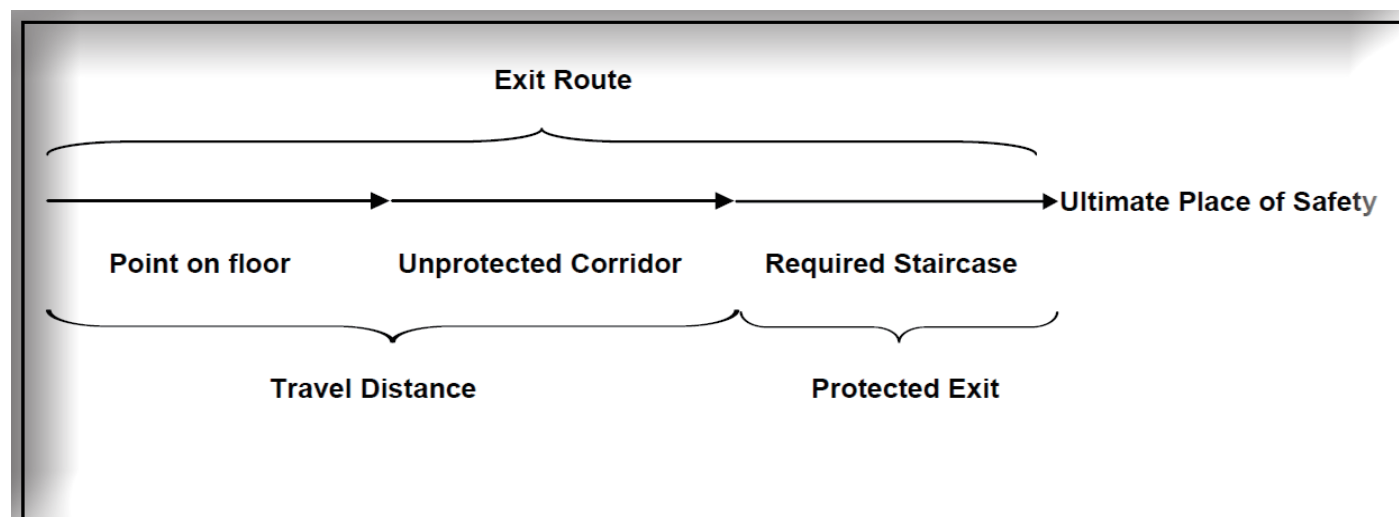 Exit Route
Ultimate Place of Safety
Point on floor
Unprotected Corridor
Required Staircase
Travel Distance
Protected Exit